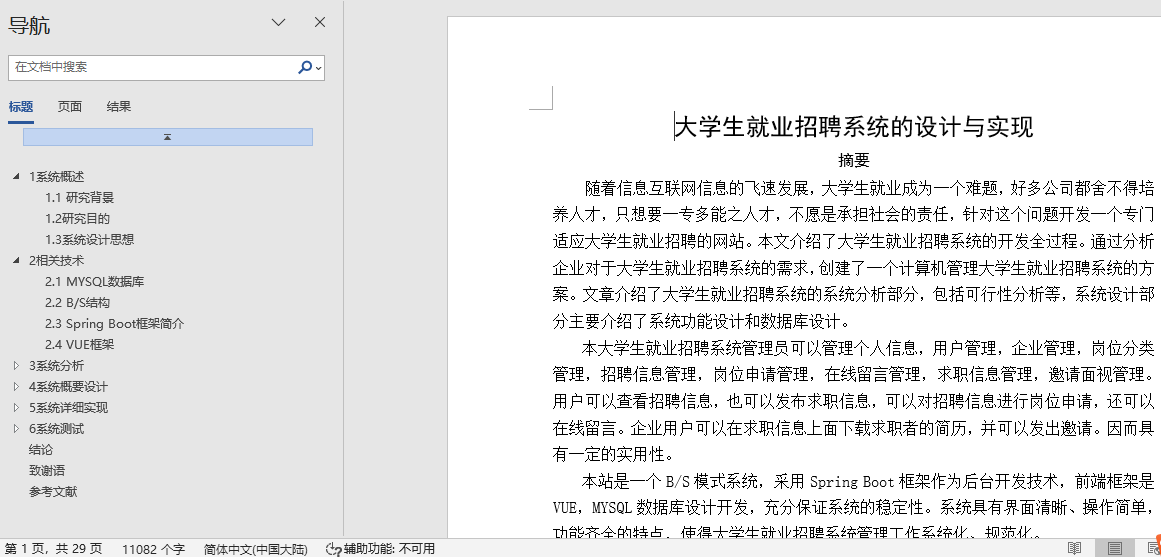 导航
在文档中搜索
标题 页面 结果
1系统概述
1.1 研究背景
1.2研究目的
1.3系统设计思想
2相关技术
2.1 MYSQL数据库
2.2 B/S结构
2.3 Spring Boot框架简介
2.4 VUE框架
3系统分析
4系统概要设计
5系统详细实现
6系统测试
结论
致谢语
参考文献
大学生就业招聘系统的设计与实现
摘要
随着信息互联网信息的飞速发展，大学生就业成为一个难题，好多公司都舍不得培
养人才，只想要一专多能之人才，不愿是承担社会的责任，针对这个问题开发一个专门
适应大学生就业招聘的网站。本文介绍了大学生就业招聘系统的开发全过程。通过分析
企业对于大学生就业招聘系统的需求，创建了一个计算机管理大学生就业招聘系统的方
案。文章介绍了大学生就业招聘系统的系统分析部分，包括可行性分析等，系统设计部
分主要介绍了系统功能设计和数据库设计。
本大学生就业招聘系统管理员可以管理个人信息，用户管理，企业管理，岗位分类
管理，招聘信息管理，岗位申请管理，在线留言管理，求职信息管理，邀请面视管理。
用户可以查看招聘信息，也可以发布求职信息，可以对招聘信息进行岗位申请，还可以
在线留言。企业用户可以在求职信息上面下载求职者的简历，并可以发出邀请。因而具
有一定的实用性。
本站是一个 B/S 模式系统，采用 Spring Boot 框架作为后台开发技术，前端框架是
VUE，MYSQL 数据库设计开发，充分保证系统的稳定性。系统具有界面清晰、操作简单，
功能齐全的特点，使得大学生就业招聘系统管理工作系统化、规范化。
第 1 页，共 29 页 11082 个字 简体中文(中国大陆) 辅助功能: 不可用